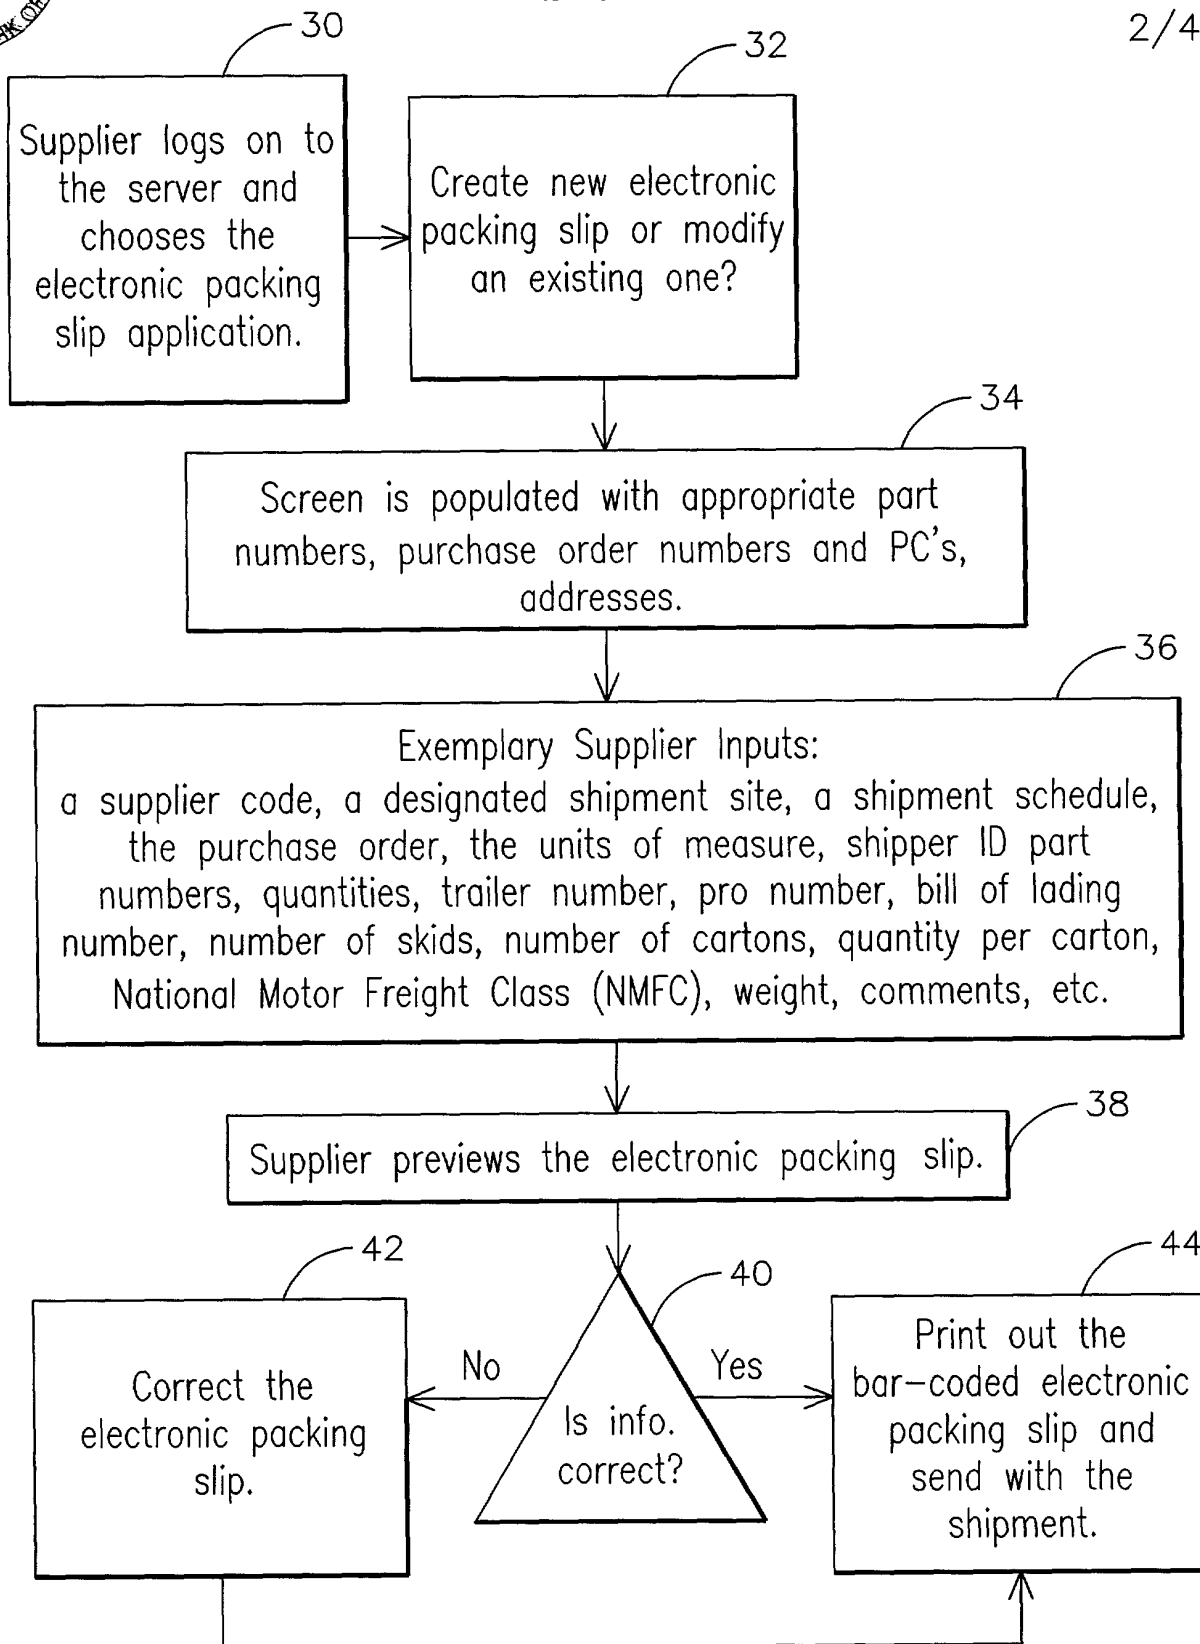 30
32
2/4
Supplier logs on to
the server and
chooses the
electronic packing
slip application.
Create new electronic
packing slip or modify
an existing one?
34
Screen is populated with appropriate part
numbers, purchase order numbers and PC's,
addresses.
36
Exemplary Supplier Inputs:
a supplier code, a designated shipment site, a shipment schedule,
the purchase order, the units of measure, shipper ID part
numbers, quantities, trailer number, pro number, bill of lading
number, number of skids, number of cartons, quantity per carton,
National Motor Freight Class (NMFC), weight, comments, etc.
38
Supplier previews the electronic packing slip.
42
40
44
No
Yes
Correct the
electronic packing
slip.
Is info.
correct?
Print out the
bar-coded electronic
packing slip and
send with the
shipment.